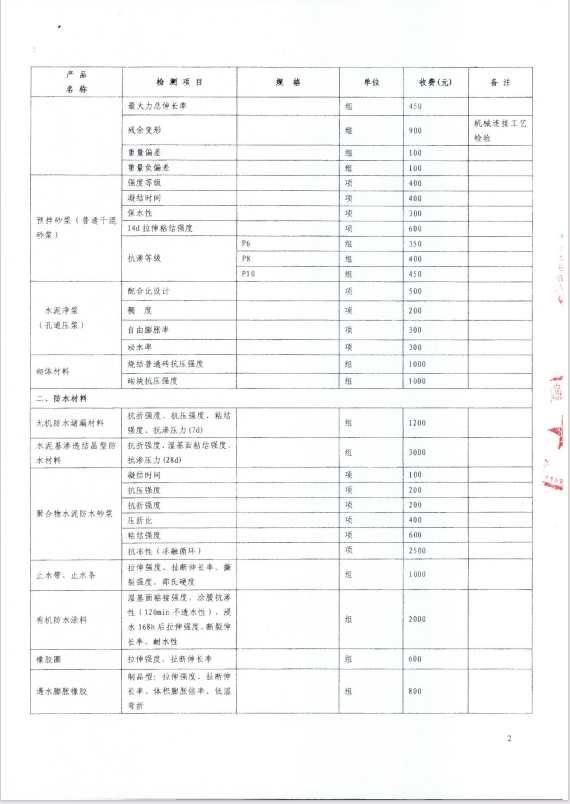 产 品
名 称
检 测 项 目
规 格
单位
收费(元)
备 注
最大力总伸长率 组 450
残余变形 组 900
机械连接工艺
检验
重量偏差 组 100
重量负偏差 组 100
预拌砂浆（普通干混
砂浆）
强度等级 项 400
凝结时间 项 400
保水性 项 300
14d拉伸粘结强度 项 600
抗渗等级
P6 组 350
P8 组 400
P10 组 450
水泥净浆
（孔道压浆）
配合比设计 项 500
稠 度 项 200
自由膨胀率 项 300
泌水率 项 300
砌体材料
烧结普通砖抗压强度 组 1000
砌块抗压强度 组 1000
二、防水材料
无机防水堵漏材料
抗折强度、抗压强度、粘结
强度、抗渗压力(7d)
组 1200
水泥基渗透结晶型防
水材料
抗折强度、湿基面粘结强度、
抗渗压力(28d)
组 3000
聚合物水泥防水砂浆
凝结时间 项 100
抗压强度 项 200
抗折强度 项 200
压折比 项 400
粘结强度 项 600
抗冻性（冻融循环） 项 2500
止水带、止水条
拉伸强度、扯断伸长率、撕
裂强度、邵氏硬度
组 1000
有机防水涂料
湿基面粘接强度、涂膜抗渗
性（120min不透水性）、浸
水168h后拉伸强度、断裂伸
长率、耐水性
组 2000
橡胶圈 拉伸强度、扯断伸长率 组 600
遇水膨胀橡胶
制品型：拉伸强度、扯断伸
长率、体积膨胀倍率、低温
弯折
组 800
2